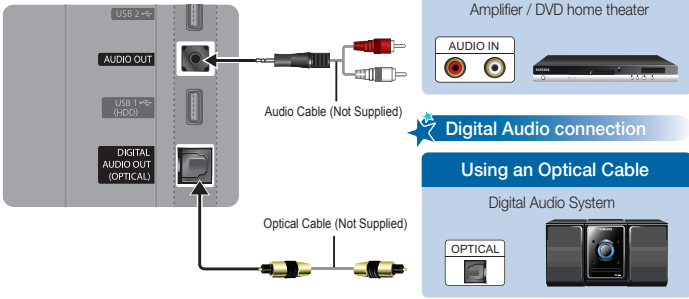 USB 2
AUDIO OUT
USB 1
(HDD)
DIGITAL
AUDIO OUT
(OPTICAL)
Audio Cable (Not Supplied)
Optical Cable (Not Supplied)
Amplifier / DVD home theater
AUDIO IN
SAMSUNG
Digital Audio connection
Using an Optical Cable
Digital Audio System
OPTICAL